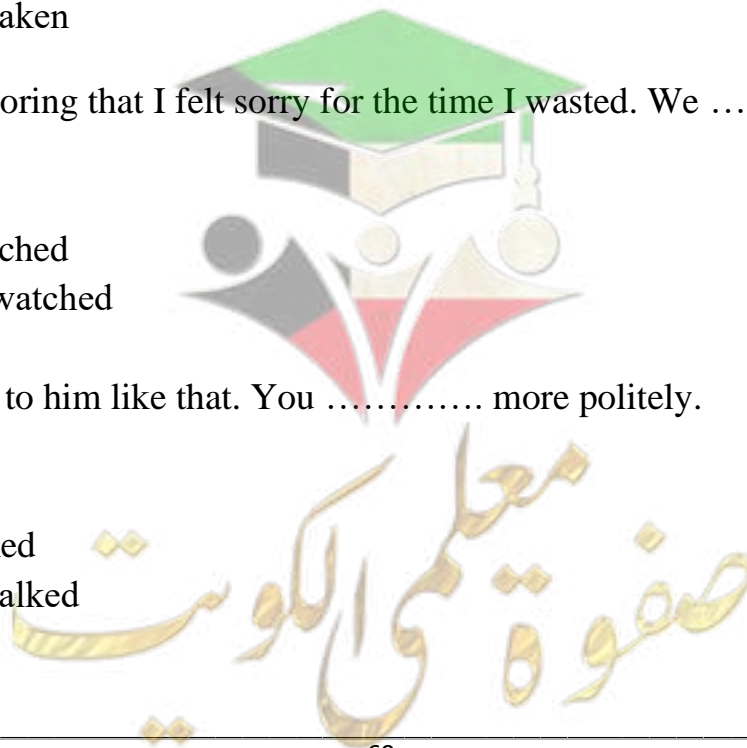 aken
oring that I felt sorry for the time I wasted. We …
ched
watched
to him like that. You …………. more politely.
ed
alked
صفوة معلمى الكويت